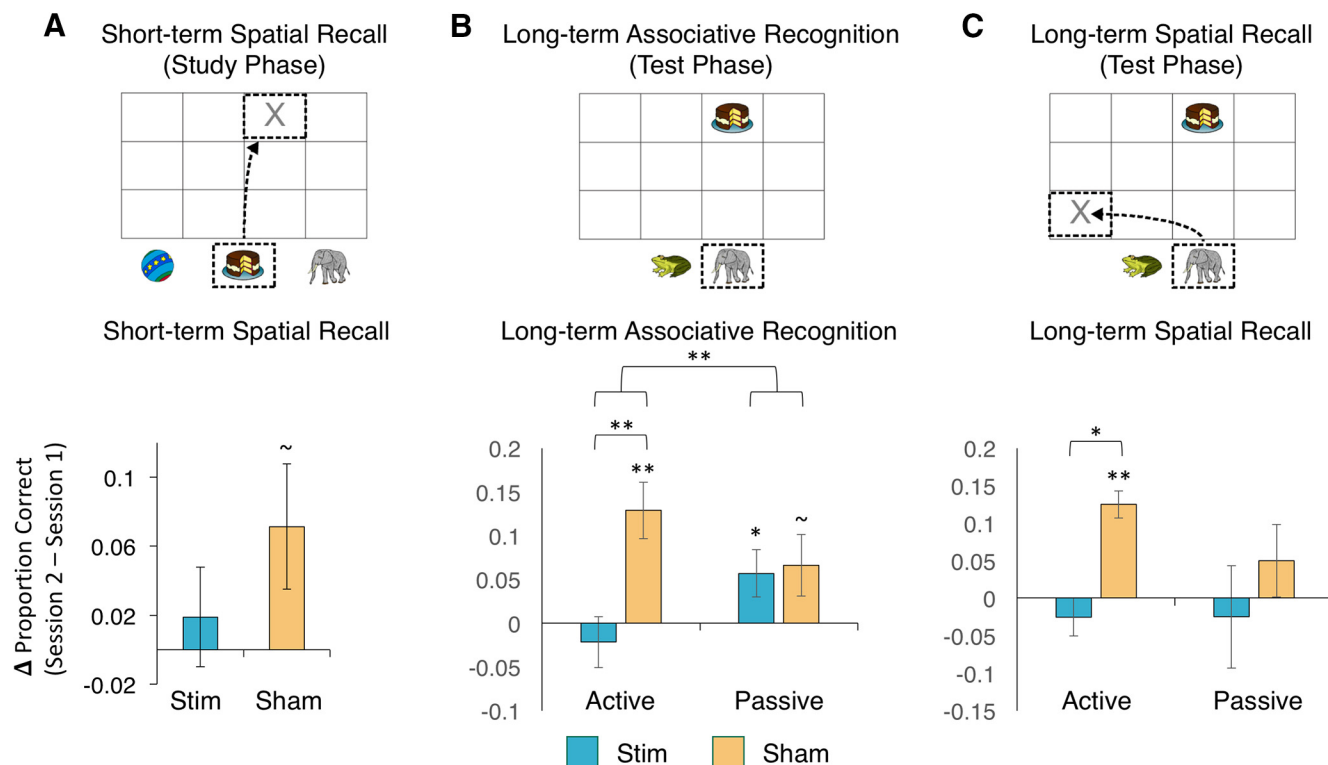 A
Short-term Spatial Recall
(Study Phase)
X
Short-term Spatial Recall
Δ Proportion Correct
(Session 2 – Session 1)
0.1
0.06
0.02
-0.02
~
Stim
Sham
B
Long-term Associative Recognition
(Test Phase)
Long-term Associative Recognition
**
**
**
*
~
0.2
0.15
0.1
0.05
0
-0.05
-0.1
Active
Passive
Stim
Sham
C
Long-term Spatial Recall
(Test Phase)
X
Long-term Spatial Recall
*
**
0.2
0.15
0.1
0.05
0
-0.05
-0.1
-0.15
Active
Passive